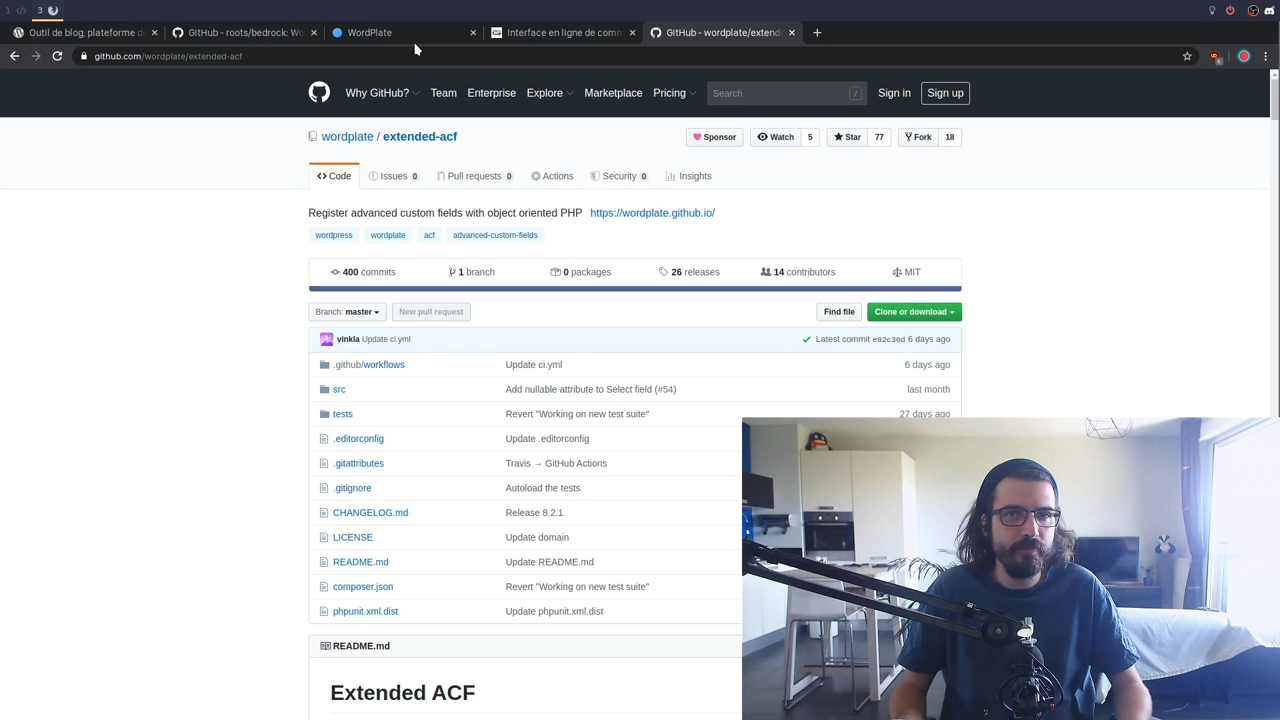 1
3
Outil de blog, plateforme d
GitHub - roots/bedrock: Wo
WordPlate
Interface en ligne de comm
GitHub - wordplate/extende
github.com/wordplate/extended-acf
Why GitHub?
Team
Enterprise
Explore
Marketplace
Pricing
Search
/
Sign in
Sign up
wordplate / extended-acf
Sponsor
Watch 5
Star 77
Fork 18
Code
Issues 0
Pull requests 0
Actions
Security 0
Insights
Register advanced custom fields with object oriented PHP https://wordplate.github.io/
wordpress
wordplate
acf
advanced-custom-fields
400 commits
1 branch
0 packages
26 releases
14 contributors
MIT
Branch: master
New pull request
Find file
Clone or download
vinkla Update ci.yml
Latest commit e82c30d 6 days ago
.github/workflows
Update ci.yml
6 days ago
src
Add nullable attribute to Select field (#54)
last month
tests
Revert "Working on new test suite"
27 days ago
.editorconfig
Update .editorconfig
.gitattributes
Travis → GitHub Actions
.gitignore
Autoload the tests
CHANGELOG.md
Release 8.2.1
LICENSE
Update domain
README.md
Update README.md
composer.json
Revert "Working on new test suite"
phpunit.xml.dist
Update phpunit.xml.dist
README.md
Extended ACF